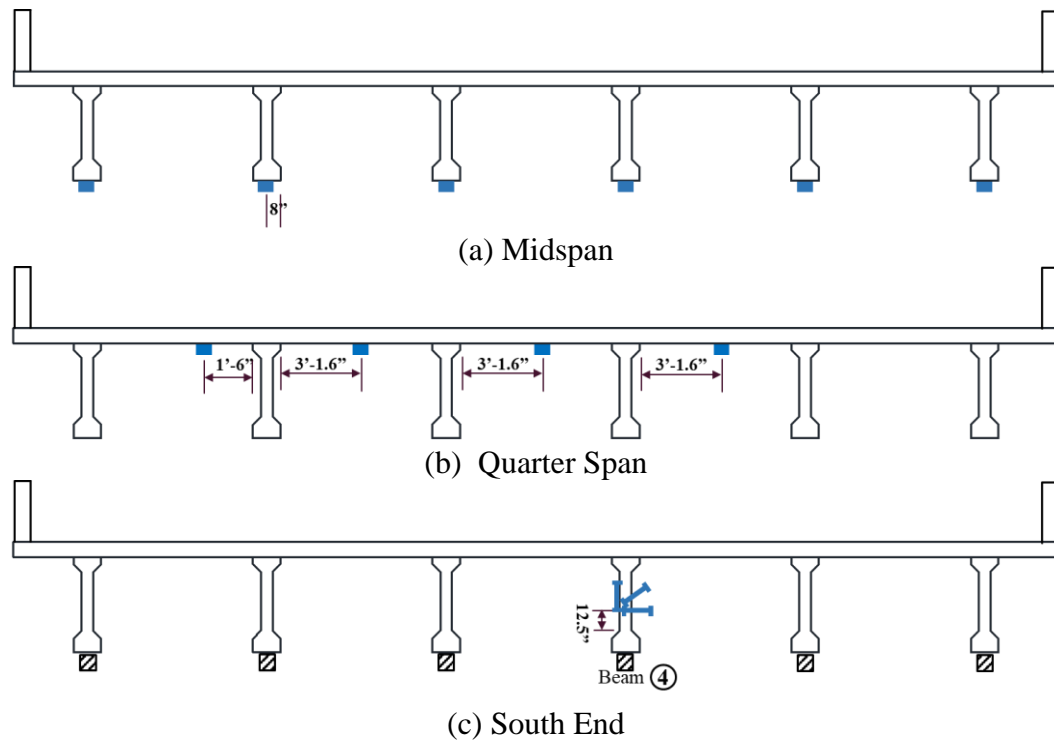 8”
(a) Midspan
1’-6” 3’-1.6” 3’-1.6” 3’-1.6”
(b) Quarter Span
12.5”
Beam 4
(c) South End